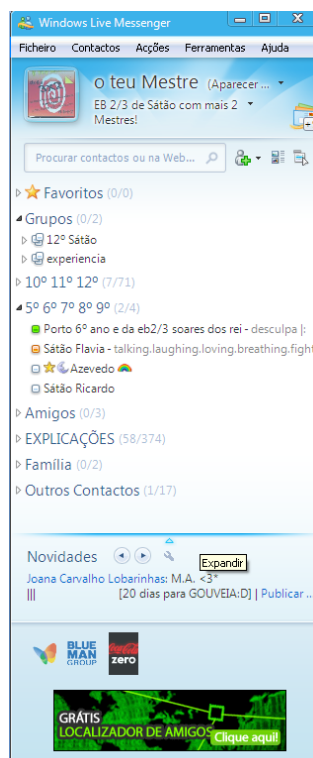 Windows Live Messenger
Ficheiro Contactos Acções Ferramentas Ajuda
o teu Mestre (Aparecer ...
EB 2/3 de Sátão com mais 2
Mestres!
Procurar contactos ou na Web...
Favoritos (0/0)
Grupos (0/2)
12º Sátão
experiencia
10º 11º 12º (7/71)
5º 6º 7º 8º 9º (2/4)
Porto 6º ano e da eb2/3 soares dos rei - desculpa |:
Sátão Flavia - talking.laughing.loving.breathing.fight
Azevedo
Sátão Ricardo
Amigos (0/3)
EXPLICAÇÕES (58/374)
Família (0/2)
Outros Contactos (1/17)
Novidades
Expandir
Joana Carvalho Lobarinhas: M.A. <3*
||| [20 dias para GOUVEIA:D] | Publicar ...
BLUE
MAN
GROUP
Coca-Cola
zero
GRÁTIS
LOCALIZADOR DE AMIGOS
Clique aqui!